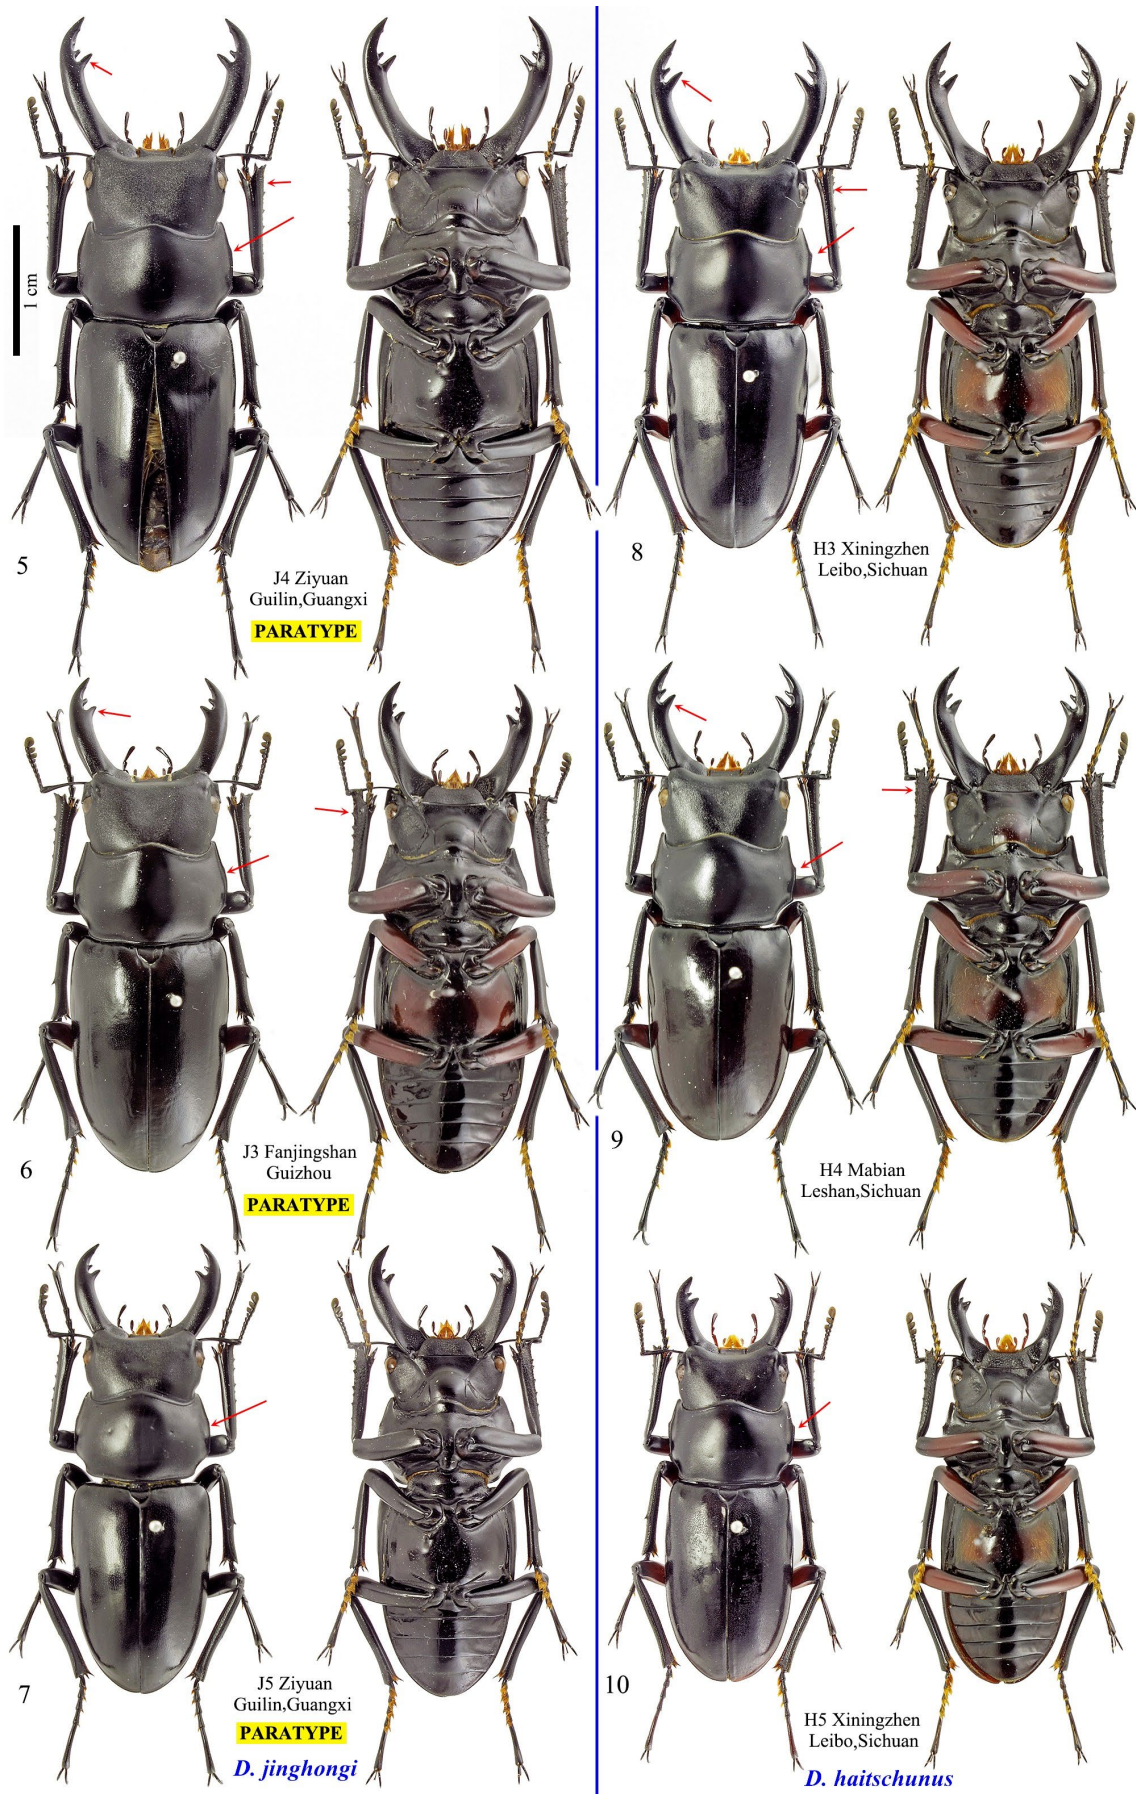 1 cm
5
J4 Ziyuan
Guilin,Guangxi
PARATYPE
8
H3 Xiningzhen
Leibo,Sichuan
6
J3 Fanjingshan
Guizhou
PARATYPE
9
H4 Mabian
Leshan,Sichuan
7
J5 Ziyuan
Guilin,Guangxi
PARATYPE
D. jinghongi
10
H5 Xiningzhen
Leibo,Sichuan
D. haitschunus